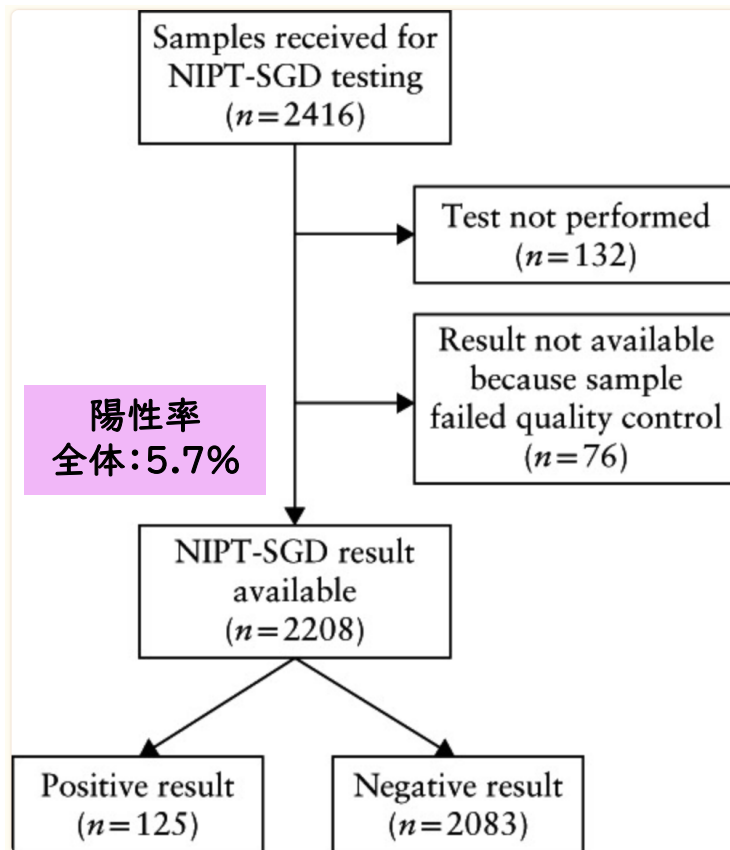 Samples received for
NIPT-SGD testing
(n=2416)
Test not performed
(n=132)
Result not available
because sample
failed quality control
(n=76)
陽性率
全体:5.7%
NIPT-SGD result
available
(n=2208)
Positive result
(n=125)
Negative result
(n=2083)